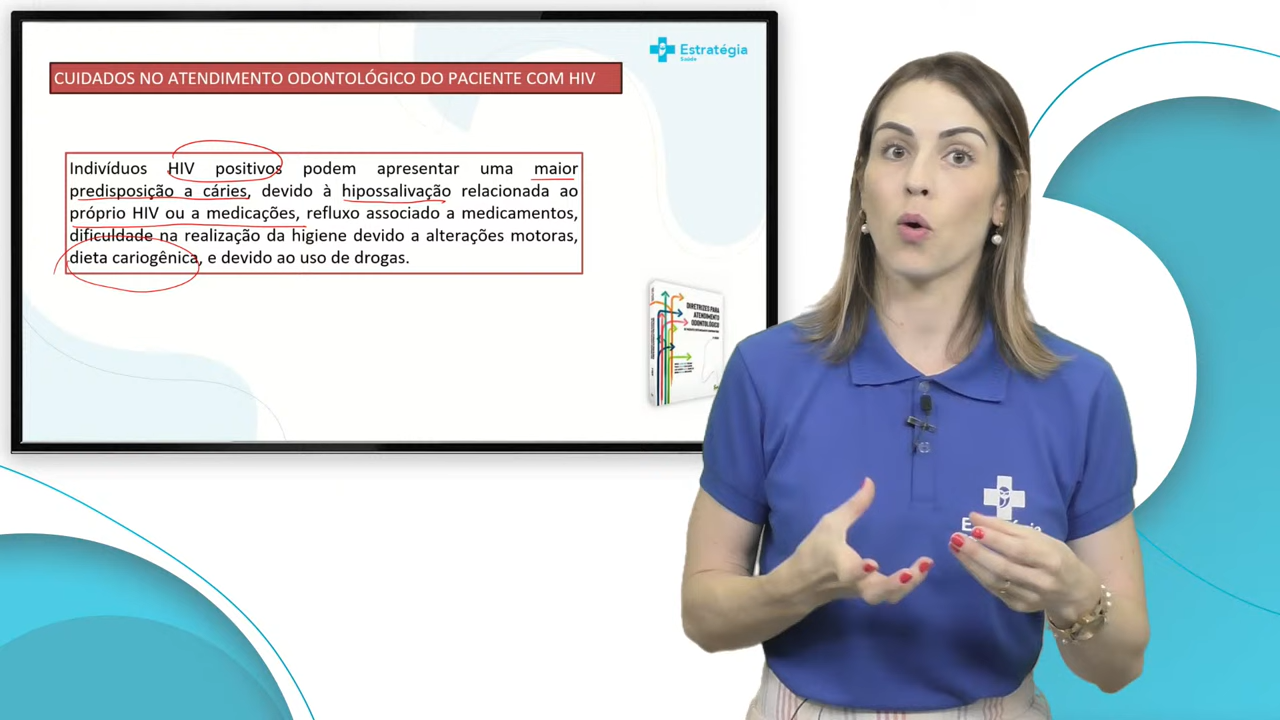 Estratégia
Saúde
CUIDADOS NO ATENDIMENTO ODONTOLÓGICO DO PACIENTE COM HIV
Indivíduos HIV positivos podem apresentar uma maior
predisposição a cáries, devido à hipossalivação relacionada ao
próprio HIV ou a medicações, refluxo associado a medicamentos,
dificuldade na realização da higiene devido a alterações motoras,
dieta cariogênica, e devido ao uso de drogas.
DIRETRIZES PARA
ATENDIMENTO
ODONTOLÓGICO